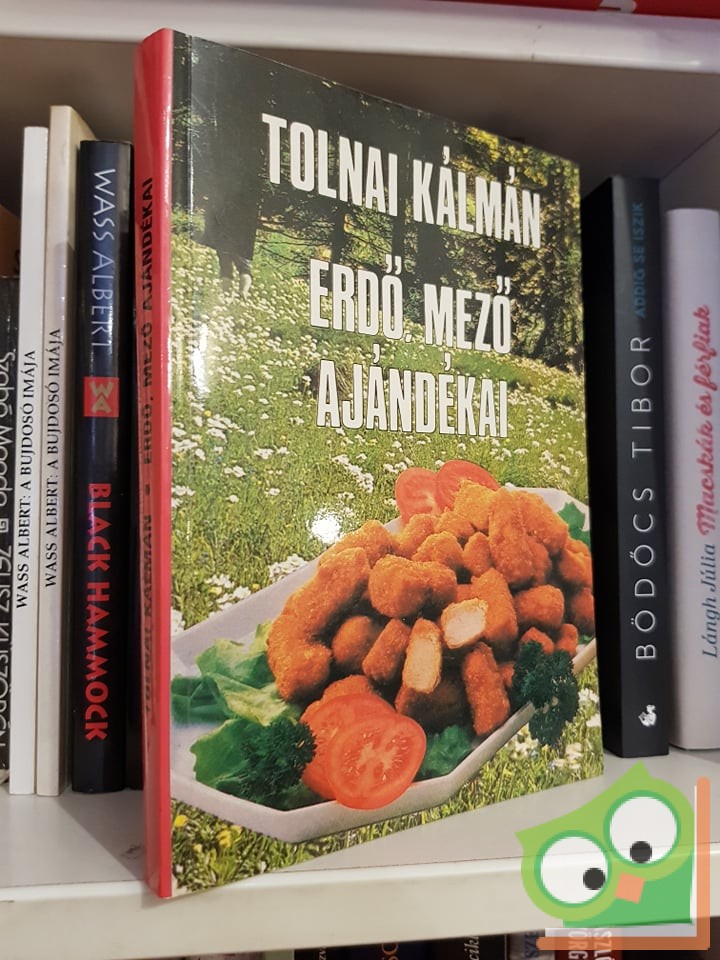 TOLNAI KÁLMÁN
ERDŐ, MEZŐ
AJÁNDÉKAI
TOLNAI KÁLMÁN ■ ERDŐ, MEZŐ AJÁNDÉKAI
WASS ALBERT: A BUJDOSÓ IMÁJA
WASS ALBERT: A BUJDOSÓ IMÁJA
WASS ALBERT
BLACK HAMMOCK
BÖDŐCS TIBOR ADDIG SE ISZIK
Lángh Júlia Macskák és férfiak